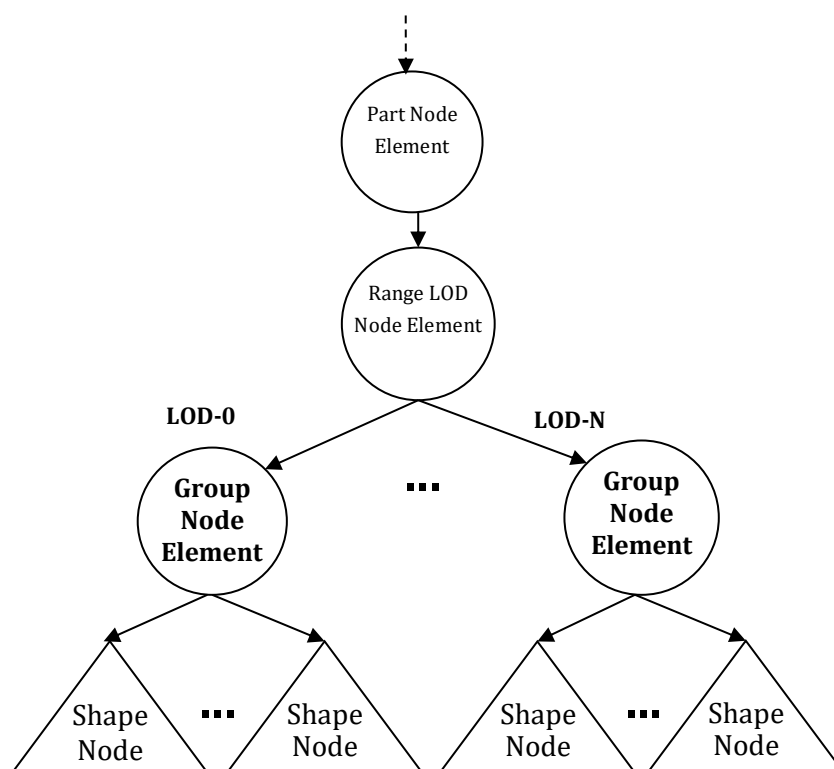 Part Node
Element
Range LOD
Node Element
LOD-0
LOD-N
Group
Node
Element
...
Group
Node
Element
Shape
Node
...
Shape
Node
Shape
Node
...
Shape
Node